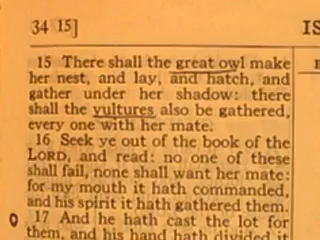 34 15] IS
15 There shall the great owl make
her nest, and lay, and hatch, and
gather under her shadow: there
shall the vultures also be gathered,
every one with her mate.
16 Seek ye out of the book of the
LORD, and read: no one of these
shall fail, none shall want her mate:
for my mouth it hath commanded,
and his spirit it hath gathered them.
17 And he hath cast the lot for
them, and his hand hath divided it